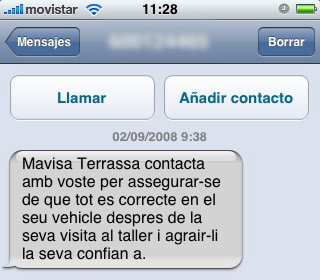 movistar 11:28
Mensajes Borrar
Llamar Añadir contacto
02/09/2008 9:38
Mavisa Terrassa contacta
amb voste per assegurar-se
de que tot es correcte en el
seu vehicle despres de la
seva visita al taller i agrair-li
la seva confian a.